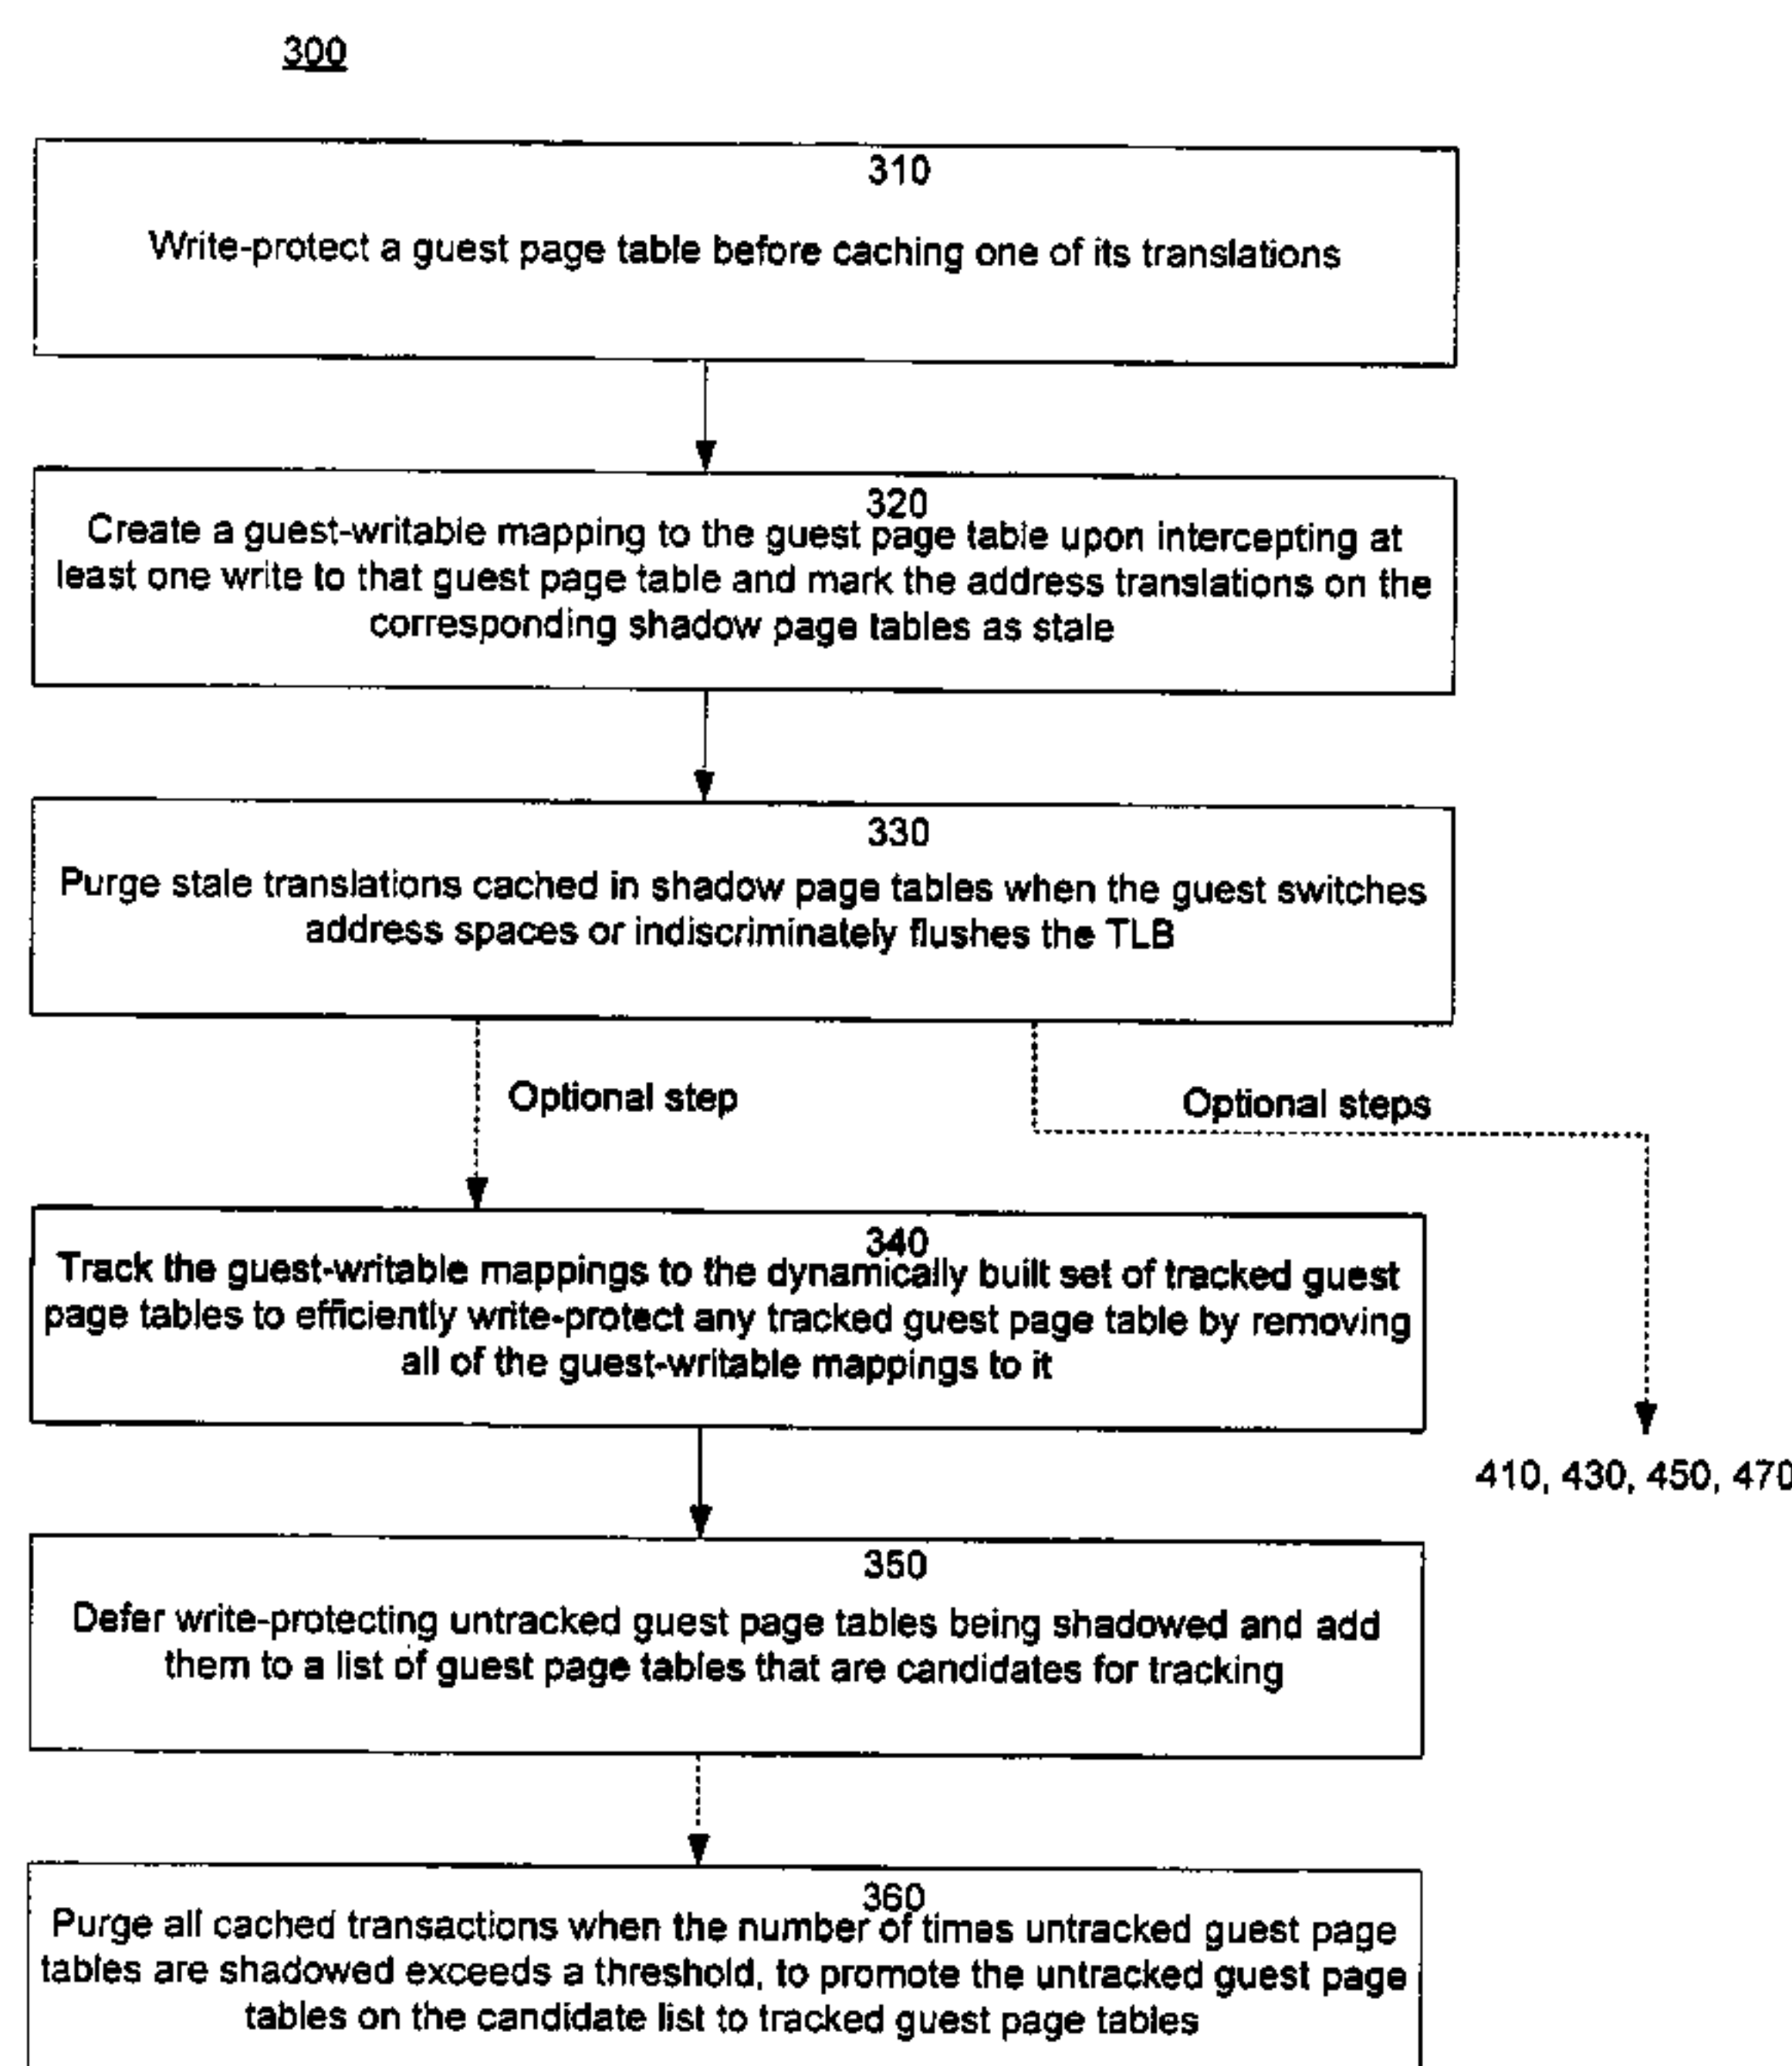 300
310
Write-protect a guest page table before caching one of its translations
320
Create a guest-writable mapping to the guest page table upon intercepting at
least one write to that guest page table and mark the address translations on the
corresponding shadow page tables as stale
330
Purge stale translations cached in shadow page tables when the guest switches
address spaces or indiscriminately flushes the TLB
Optional step
Optional steps
340
Track the guest-writable mappings to the dynamically built set of tracked guest
page tables to efficiently write-protect any tracked guest page table by removing
all of the guest-writable mappings to it
410, 430, 450, 470
350
Defer write-protecting untracked guest page tables being shadowed and add
them to a list of guest page tables that are candidates for tracking
360
Purge all cached transactions when the number of times untracked guest page
tables are shadowed exceeds a threshold, to promote the untracked guest page
tables on the candidate list to tracked guest page tables